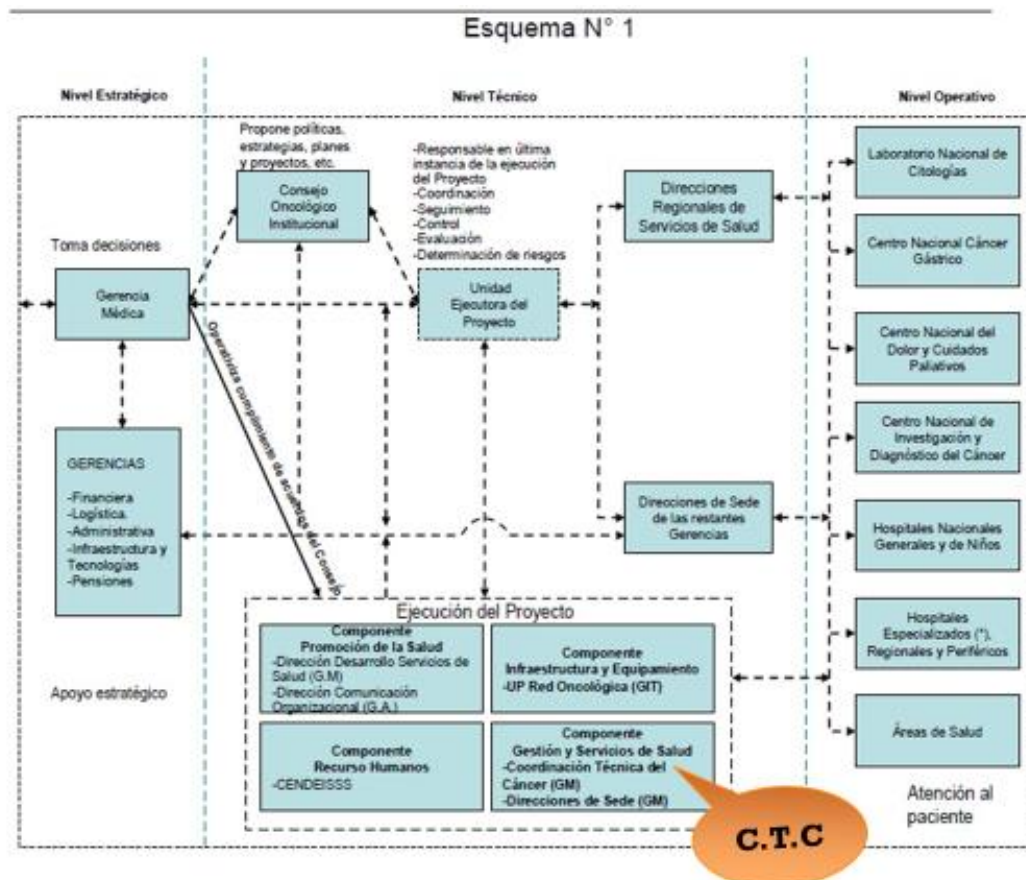 Esquema N° 1
Nivel Estratégico
Nivel Técnico
Nivel Operativo
Toma decisiones
Gerencia
Médica
GERENCIAS
-Financiera
-Logística.
-Administrativa
-Infraestructura y
Tecnologías
-Pensiones
Apoyo estratégico
Propone políticas,
estrategias, planes
y proyectos, etc.
Consejo
Oncológico
Institucional
-Responsable en última
instancia de la ejecución
del Proyecto
-Coordinación
-Seguimiento
-Control
-Evaluación
-Determinación de riesgos
Unidad
Ejecutora del
Proyecto
Operativiza cumplimiento de acuerdos del Consejo
Direcciones
Regionales de
Servicios de Salud
Direcciones de Sede
de las restantes
Gerencias
Ejecución del Proyecto
Componente
Promoción de la Salud
-Dirección Desarrollo Servicios de
Salud (G.M)
-Dirección Comunicación
Organizacional (G.A.)
Componente
Infraestructura y Equipamiento
-UP Red Oncológica (GIT)
Componente
Recurso Humanos
-CENDEISSS
Componente
Gestión y Servicios de Salud
-Coordinación Técnica del
Cáncer (GM)
-Direcciones de Sede (GM)
C.T.C
Laboratorio Nacional de
Citologías
Centro Nacional Cáncer
Gástrico
Centro Nacional del
Dolor y Cuidados
Paliativos
Centro Nacional de
Investigación y
Diagnóstico del Cáncer
Hospitales Nacionales
Generales y de Niños
Hospitales
Especializados (*),
Regionales y Periféricos
Áreas de Salud
Atención al
paciente